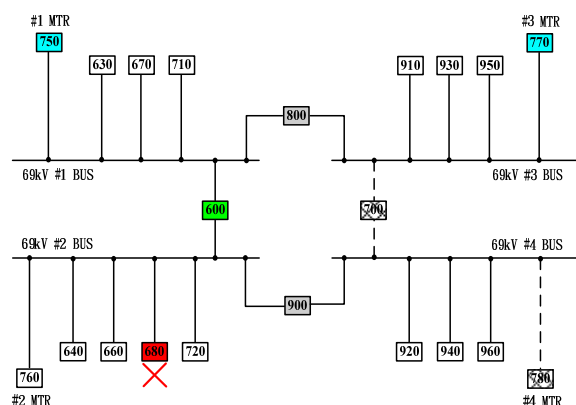 #1 MTR
#3 MTR
750
770
630
670
710
910
930
950
800
69kV #1 BUS
69kV #3 BUS
600
700
69kV #2 BUS
69kV #4 BUS
900
640
660
680
720
920
940
960
760
780
#2 MTR
#4 MTR